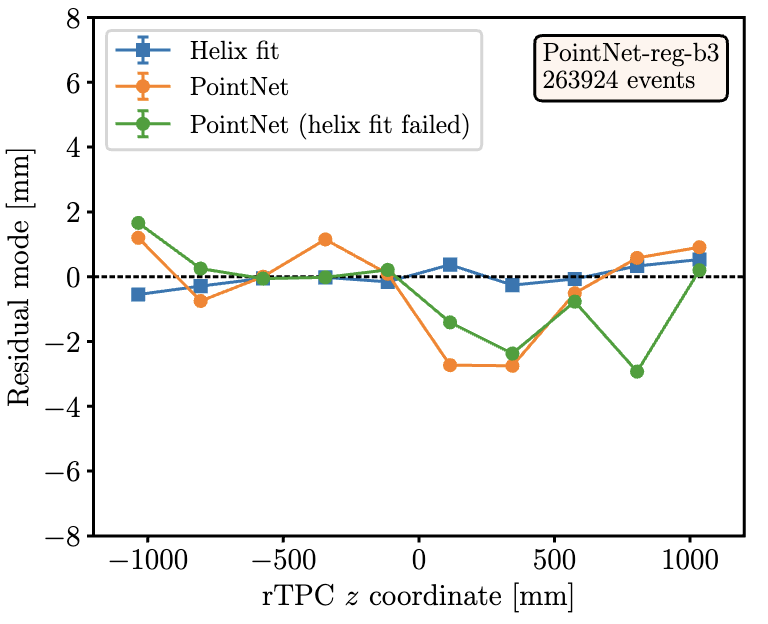 Helix fit
PointNet
PointNet (helix fit failed)
PointNet-reg-b3
263924 events
Residual mode [mm]
8
6
4
2
0
−2
−4
−6
−8
−1000
−500
0
500
1000
rTPC z coordinate [mm]